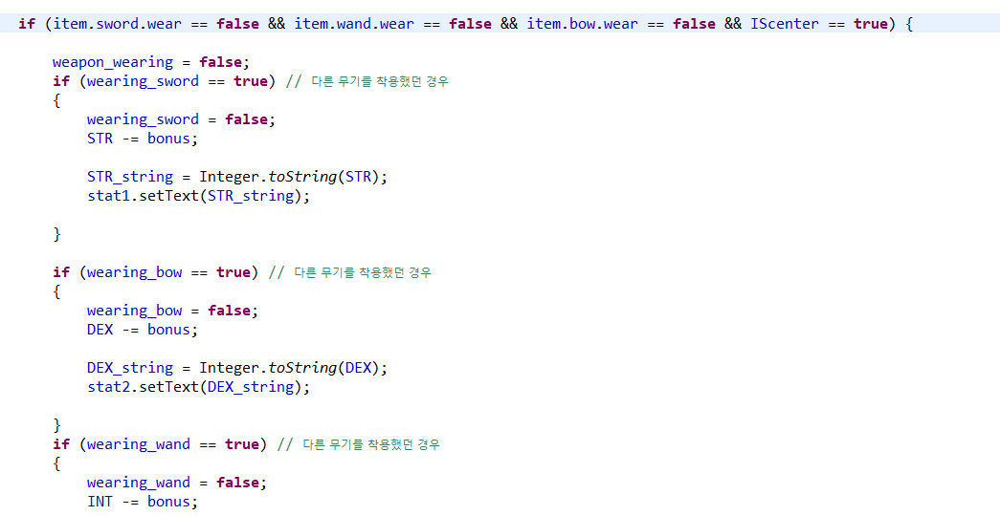 if (item.sword.wear == false && item.wand.wear == false && item.bow.wear == false && IScenter == true) {
weapon_wearing = false;
if (wearing_sword == true) // 다른 무기를 착용했던 경우
{
wearing_sword = false;
STR -= bonus;
STR_string = Integer.toString(STR);
stat1.setText(STR_string);
}
if (wearing_bow == true) // 다른 무기를 착용했던 경우
{
wearing_bow = false;
DEX -= bonus;
DEX_string = Integer.toString(DEX);
stat2.setText(DEX_string);
}
if (wearing_wand == true) // 다른 무기를 착용했던 경우
{
wearing_wand = false;
INT -= bonus;